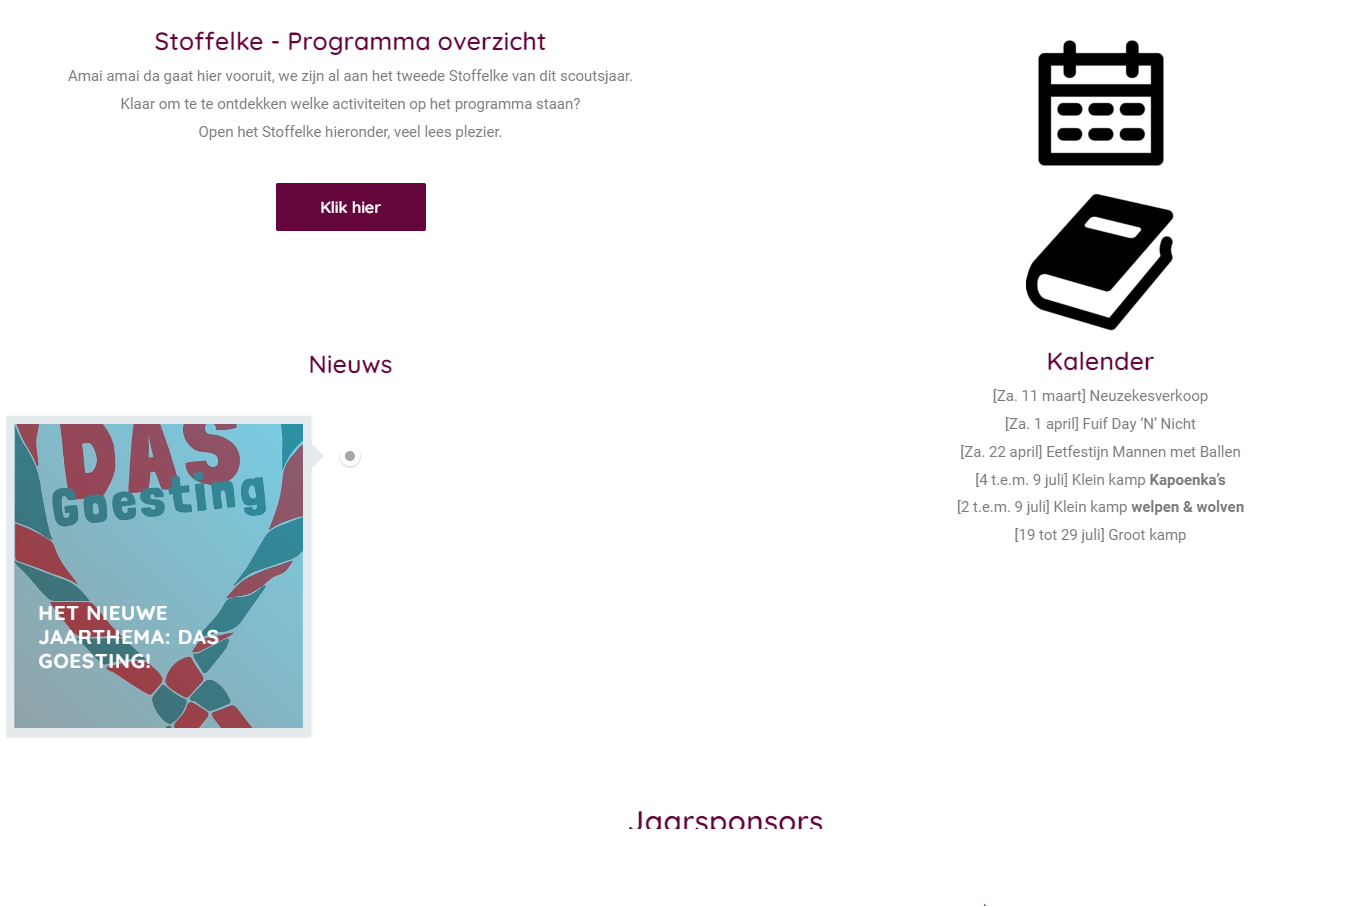 Stoffelke - Programma overzicht
Amai amai da gaat hier vooruit, we zijn al aan het tweede Stoffelke van dit scoutsjaar.
Klaar om te te ontdekken welke activiteiten op het programma staan?
Open het Stoffelke hieronder, veel lees plezier.
Klik hier
Nieuws
DAS
Goesting
HET NIEUWE
JAARTHEMA: DAS
GOESTING!
Kalender
[Za. 11 maart] Neuzekesverkoop
[Za. 1 april] Fuif Day ‘N’ Nicht
[Za. 22 april] Eetfestijn Mannen met Ballen
[4 t.e.m. 9 juli] Klein kamp Kapoenka’s
[2 t.e.m. 9 juli] Klein kamp welpen & wolven
[19 tot 29 juli] Groot kamp
Jaarsponsors